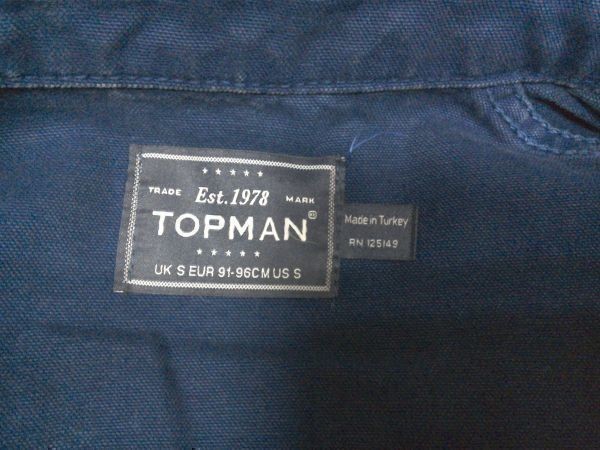 TRADE Est. 1978 MARK
TOPMAN
UK S EUR 91-96CM US S
Made in Turkey
RN 125149